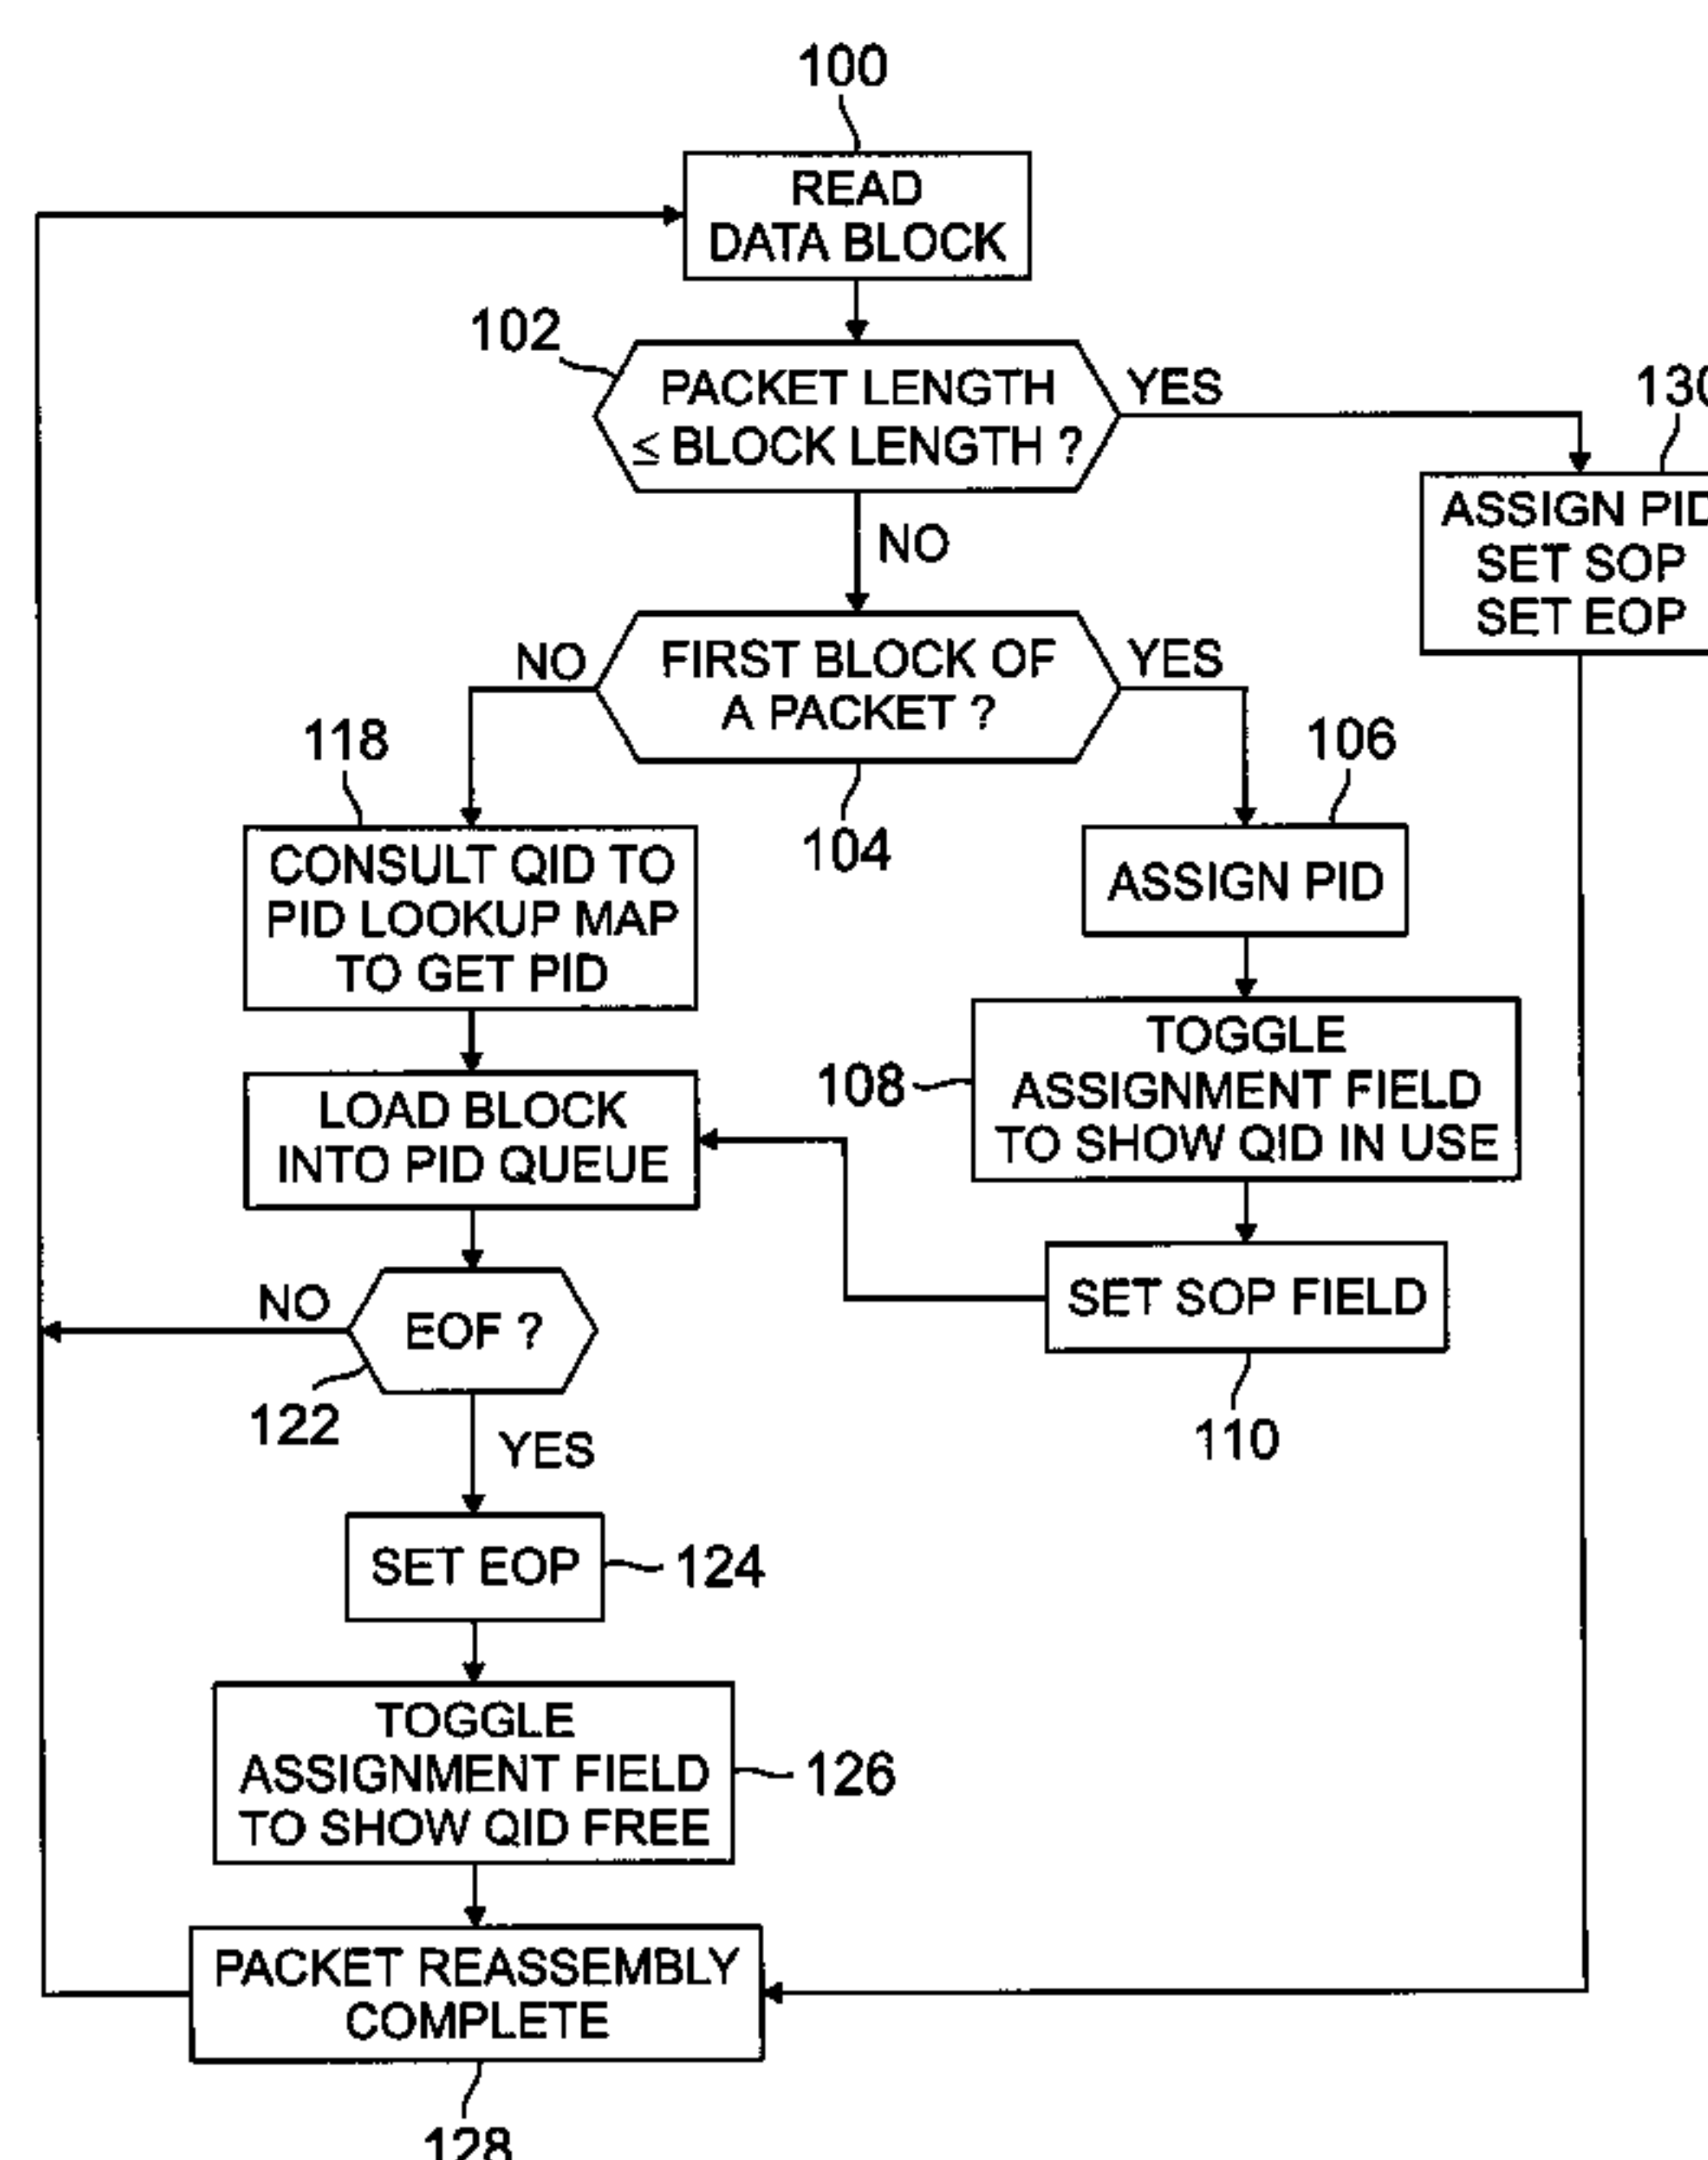 100
READ
DATA BLOCK
102
PACKET LENGTH
≤ BLOCK LENGTH ?
YES
130
ASSIGN PID
SET SOP
SET EOP
NO
NO
FIRST BLOCK OF
A PACKET ?
YES
104
118
106
CONSULT QID TO
PID LOOKUP MAP
TO GET PID
ASSIGN PID
108
TOGGLE
ASSIGNMENT FIELD
TO SHOW QID IN USE
LOAD BLOCK
INTO PID QUEUE
SET SOP FIELD
110
NO
EOF ?
122
YES
SET EOP
124
TOGGLE
ASSIGNMENT FIELD
TO SHOW QID FREE
126
PACKET REASSEMBLY
COMPLETE
128